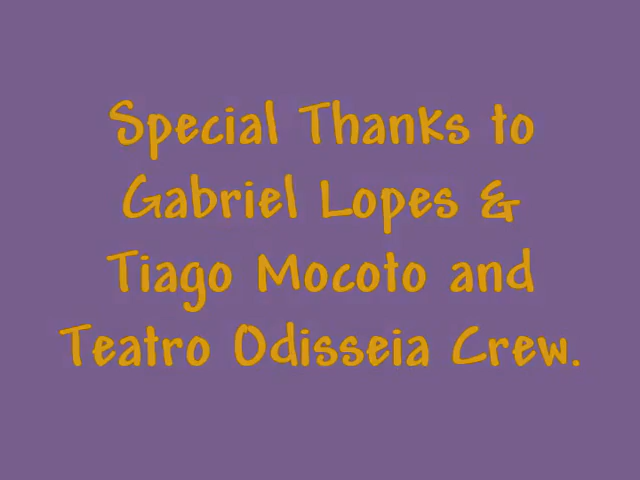 Special Thanks to
Gabriel Lopes &
Tiago Mocoto and
Teatro Odisseia Crew.